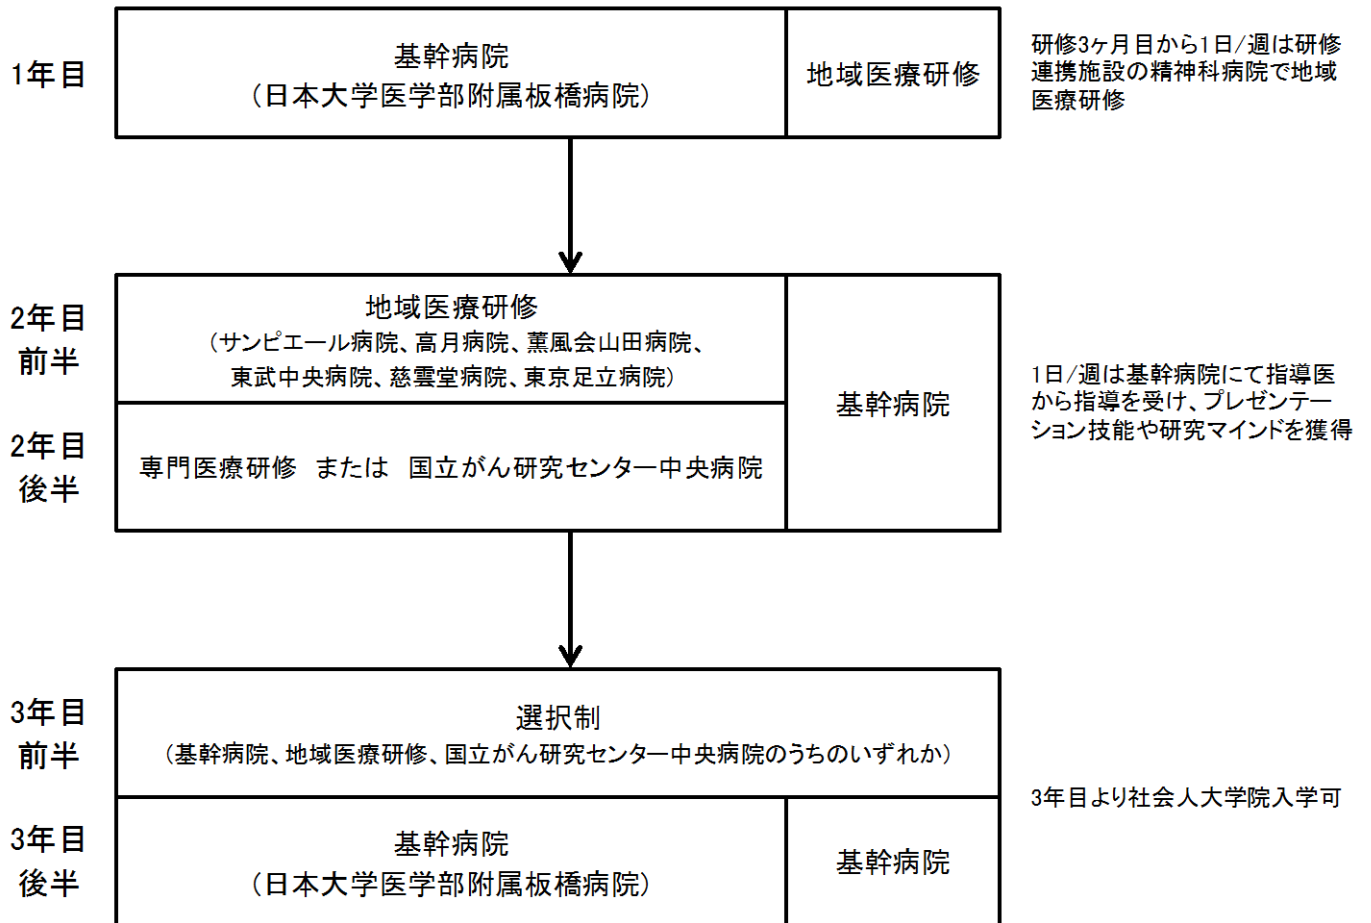 1年目
基幹病院
(日本大学医学部附属板橋病院)
地域医療研修
研修3ヶ月目から1日/週は研修
連携施設の精神科病院で地域
医療研修
2年目
前半
地域医療研修
(サンピエール病院、高月病院、薫風会山田病院、
東武中央病院、慈雲堂病院、東京足立病院)
2年目
後半
専門医療研修 または 国立がん研究センター中央病院
基幹病院
1日/週は基幹病院にて指導医
から指導を受け、プレゼンテー
ション技能や研究マインドを獲得
3年目
前半
選択制
(基幹病院、地域医療研修、国立がん研究センター中央病院のうちのいずれか)
3年目
後半
基幹病院
(日本大学医学部附属板橋病院)
基幹病院
3年目より社会人大学院入学可